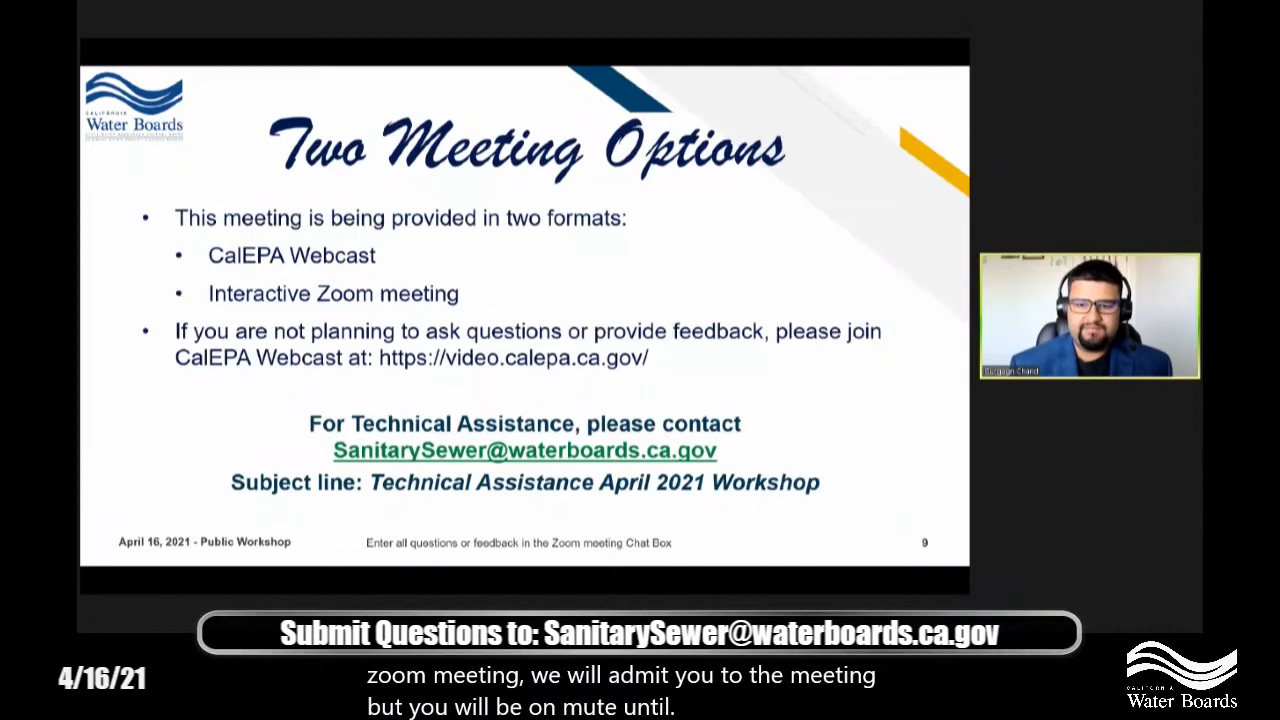 CALIFORNIA
Water Boards
Two Meeting Options
• This meeting is being provided in two formats:
• CalEPA Webcast
• Interactive Zoom meeting
• If you are not planning to ask questions or provide feedback, please join
CalEPA Webcast at: https://video.calepa.ca.gov/
For Technical Assistance, please contact
SanitarySewer@waterboards.ca.gov
Subject line: Technical Assistance April 2021 Workshop
April 16, 2021 - Public Workshop
Enter all questions or feedback in the Zoom meeting Chat Box
9
Gurgagn Chand
Submit Questions to: SanitarySewer@waterboards.ca.gov
4/16/21
zoom meeting, we will admit you to the meeting
but you will be on mute until.
CALIFORNIA
Water Boards